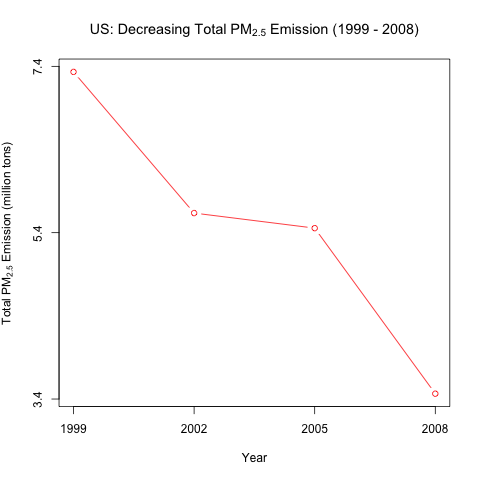 US: Decreasing Total PM2.5 Emission (1999 - 2008)
Total PM2.5 Emission (million tons)
7.4
5.4
3.4
1999 2002 2005 2008
Year